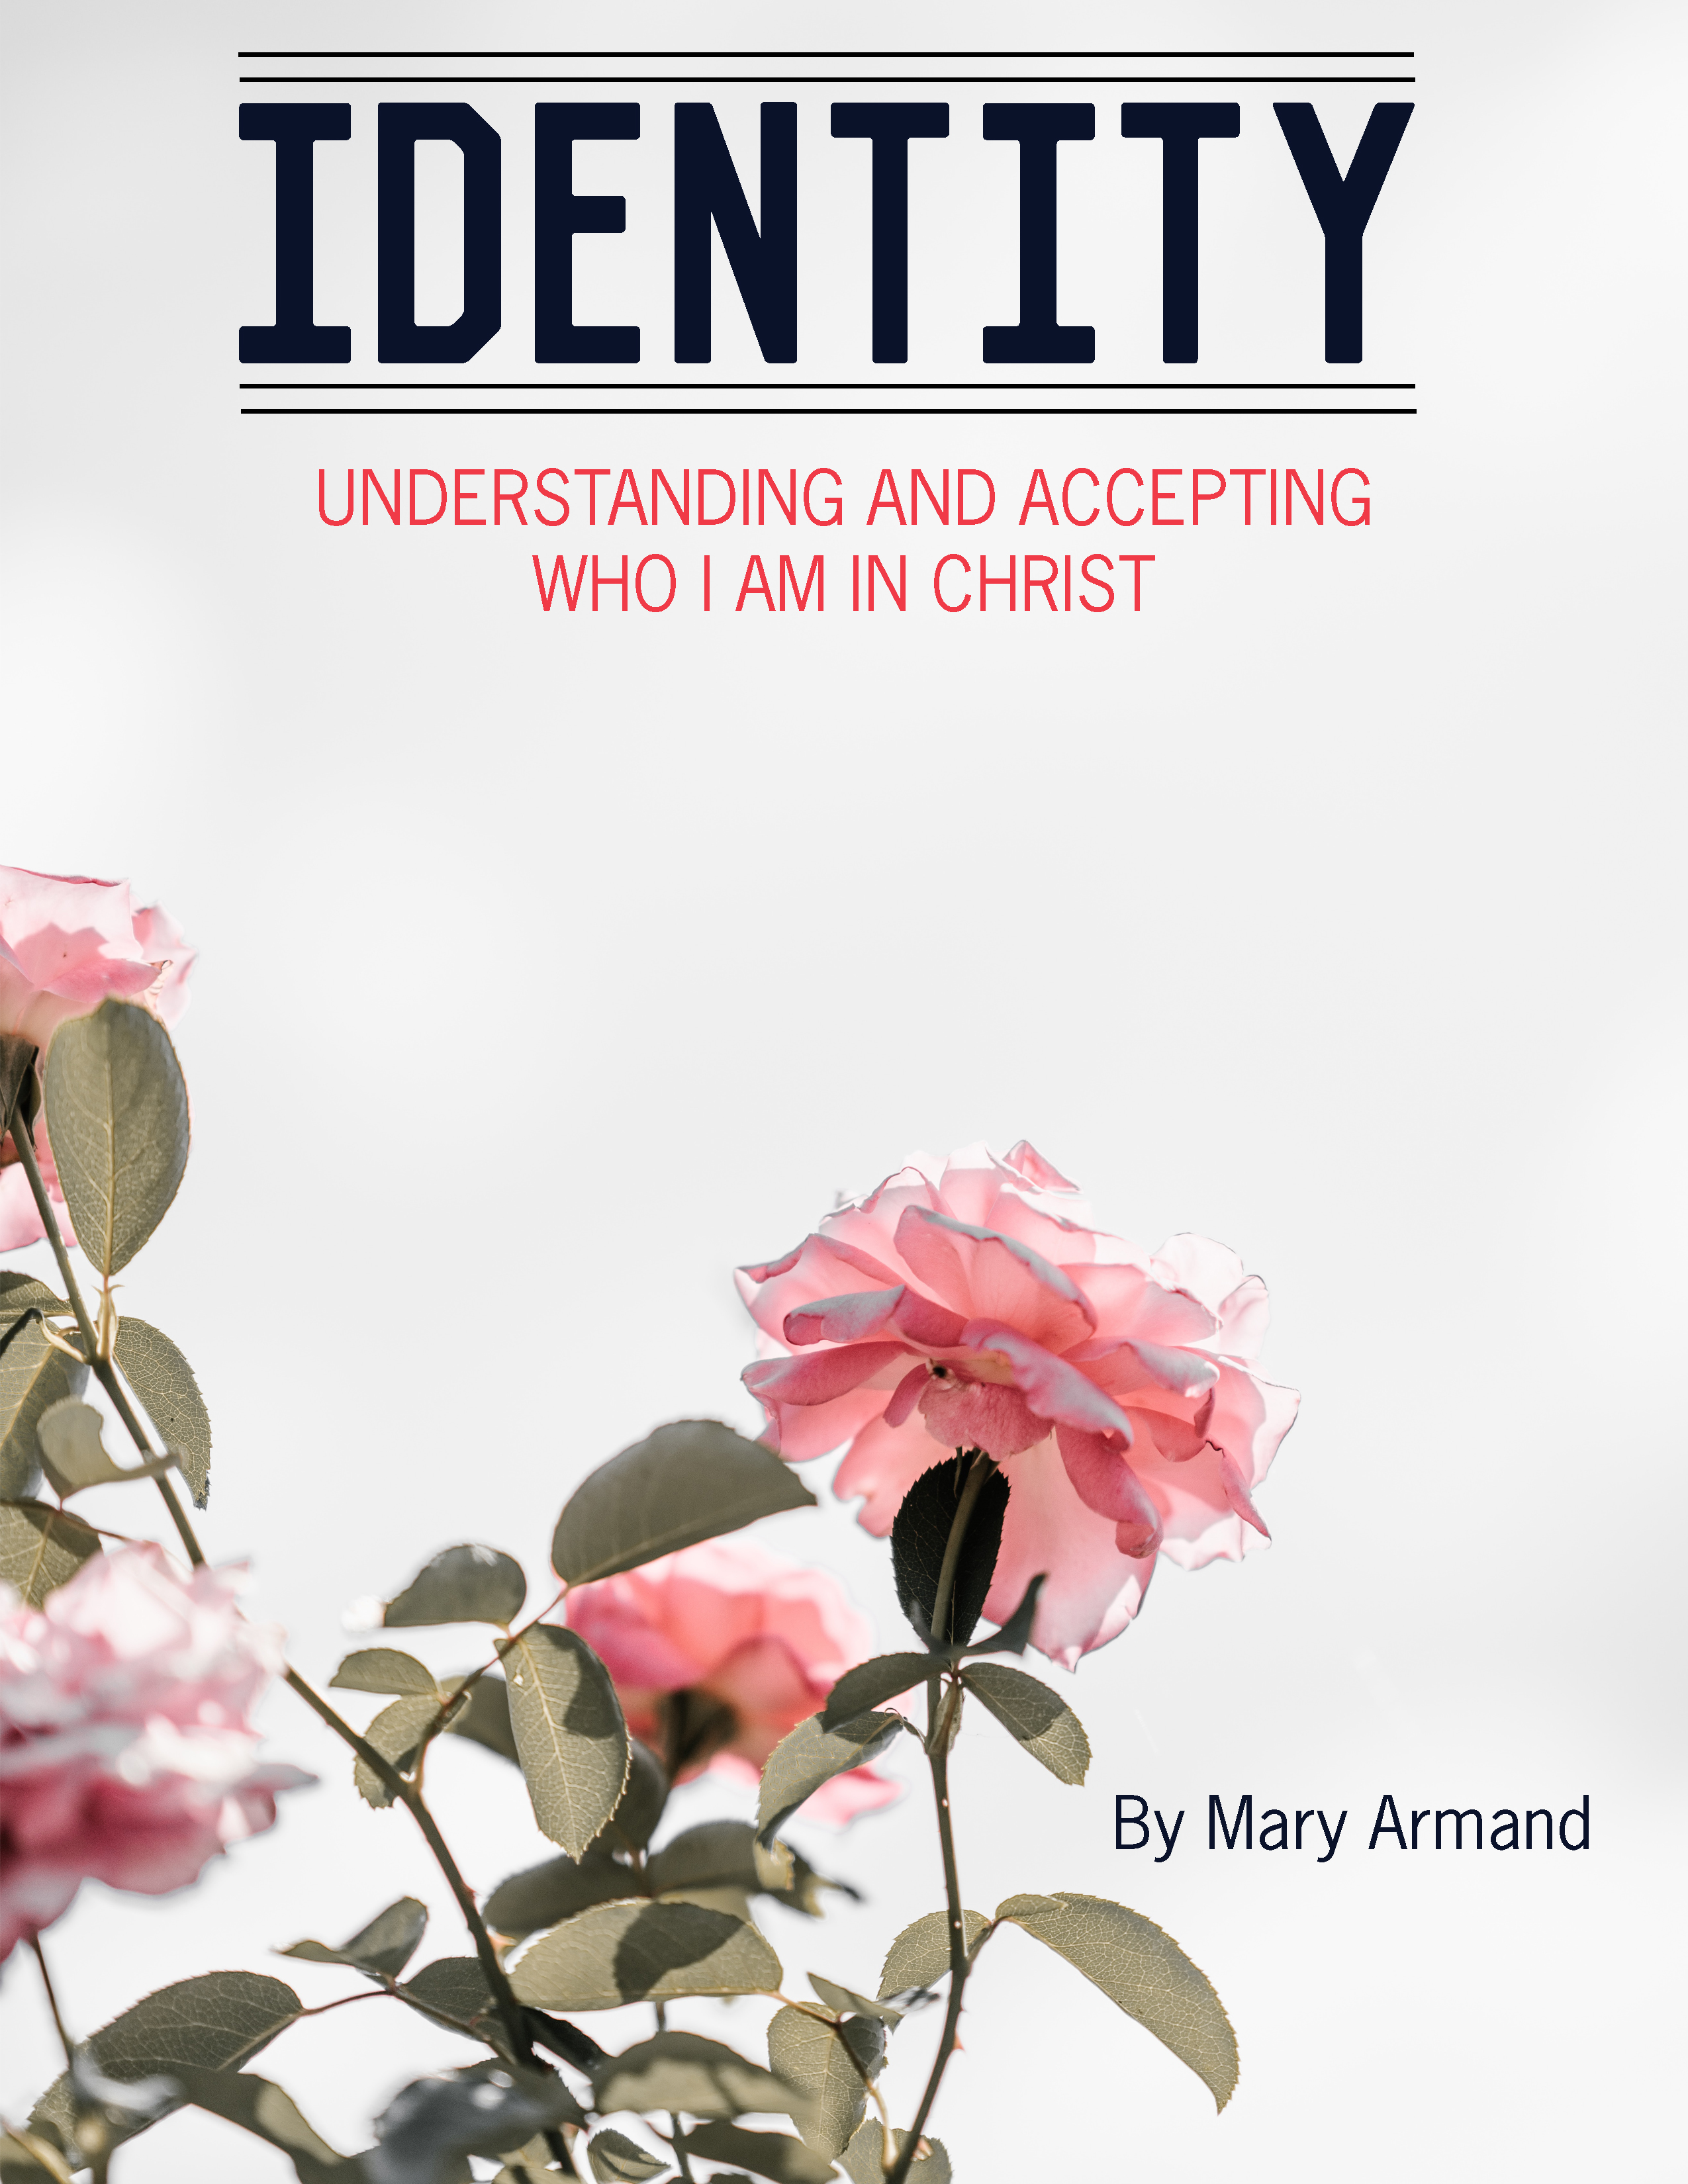 IDENTITY
UNDERSTANDING AND ACCEPTING
WHO I AM IN CHRIST
By Mary Armand